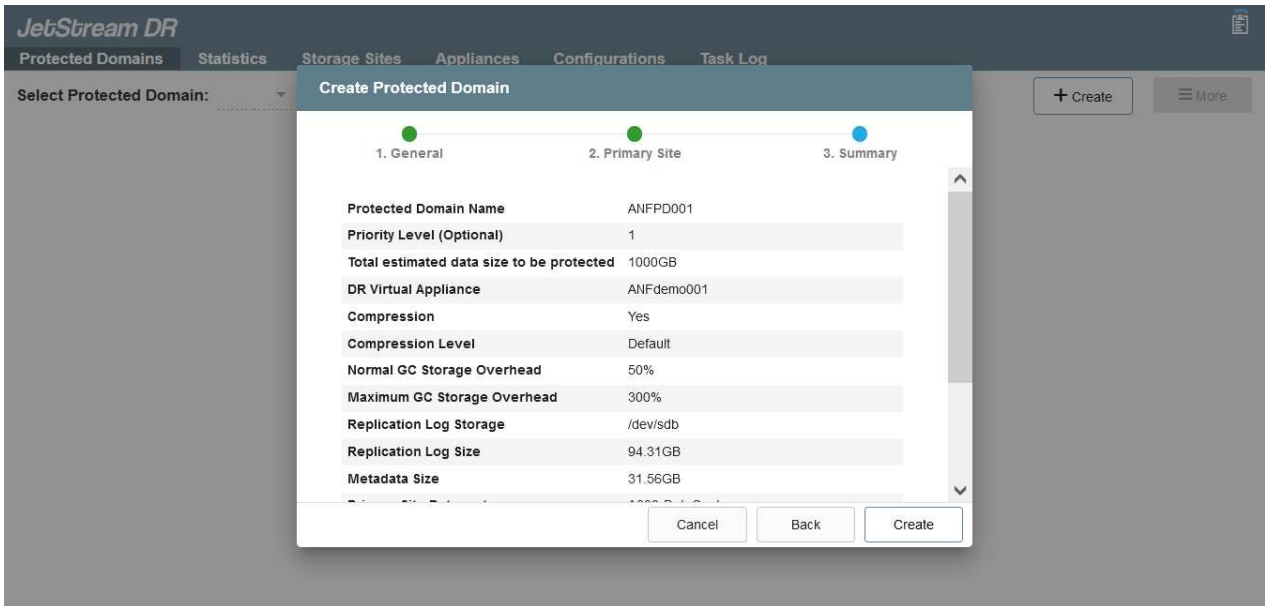 JetStream DR
Protected Domains Statistics Storage Sites Appliances Configurations Task Log
Select Protected Domain:
+ Create
More
Create Protected Domain
1. General 2. Primary Site 3. Summary
Protected Domain Name ANFPD001
Priority Level (Optional) 1
Total estimated data size to be protected 1000GB
DR Virtual Appliance ANFdemo001
Compression Yes
Compression Level Default
Normal GC Storage Overhead 50%
Maximum GC Storage Overhead 300%
Replication Log Storage /dev/sdb
Replication Log Size 94.31GB
Metadata Size 31.56GB
Cancel Back Create